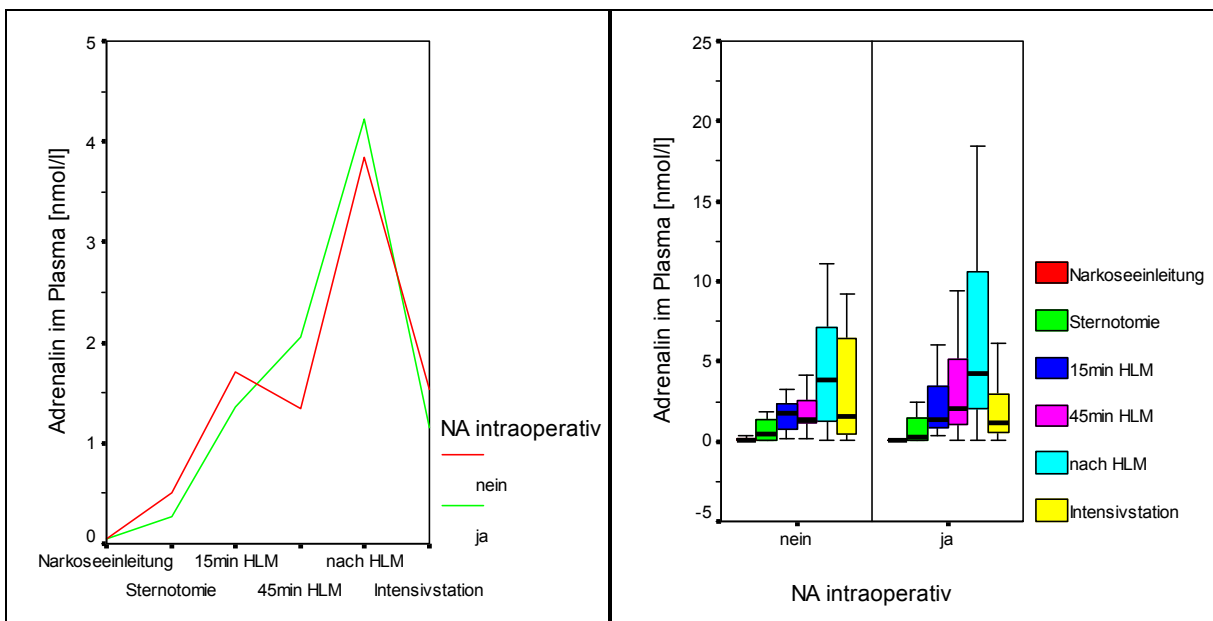 Adrenalin im Plasma [nmol/l]
5
4
3
2
1
0
Narkoseeinleitung 15min HLM nach HLM
Sternotomie 45min HLM Intensivstation
NA intraoperativ
nein
ja
Adrenalin im Plasma [nmol/l]
25
20
15
10
5
0
-5
nein ja
NA intraoperativ
Narkoseeinleitung
Sternotomie
15min HLM
45min HLM
nach HLM
Intensivstation